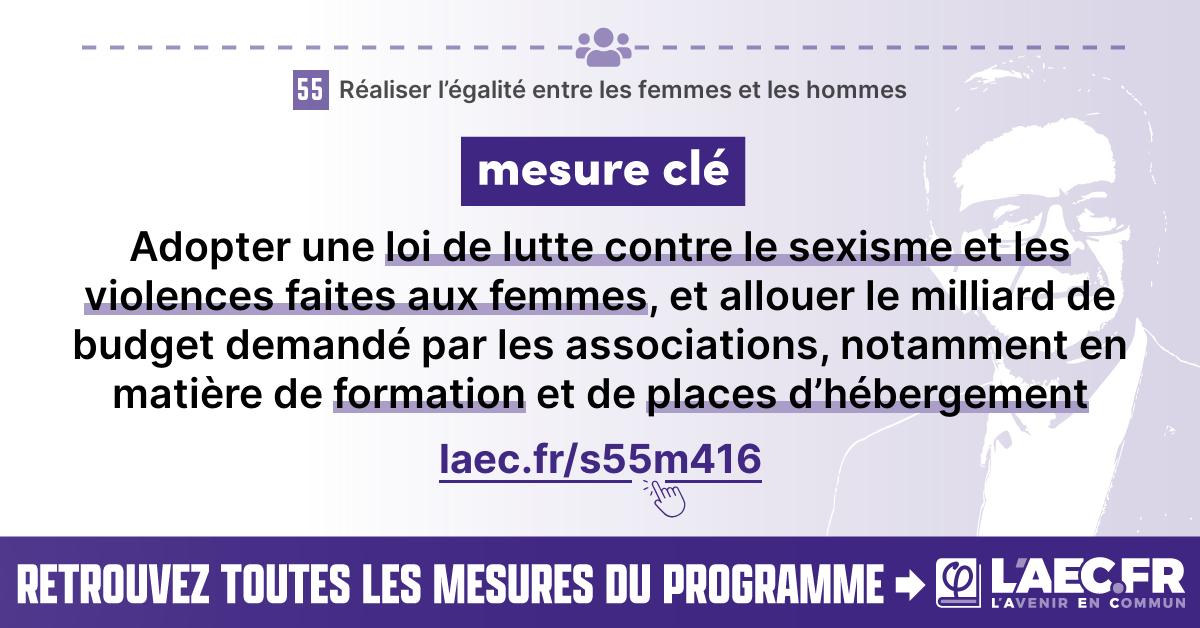 55 Réaliser l’égalité entre les femmes et les hommes
mesure clé
Adopter une loi de lutte contre le sexisme et les
violences faites aux femmes, et allouer le milliard de
budget demandé par les associations, notamment en
matière de formation et de places d’hébergement
laec.fr/s55m416
RETROUVEZ TOUTES LES MESURES DU PROGRAMME
φ L'AEC.FR
L'AVENIR EN COMMUN